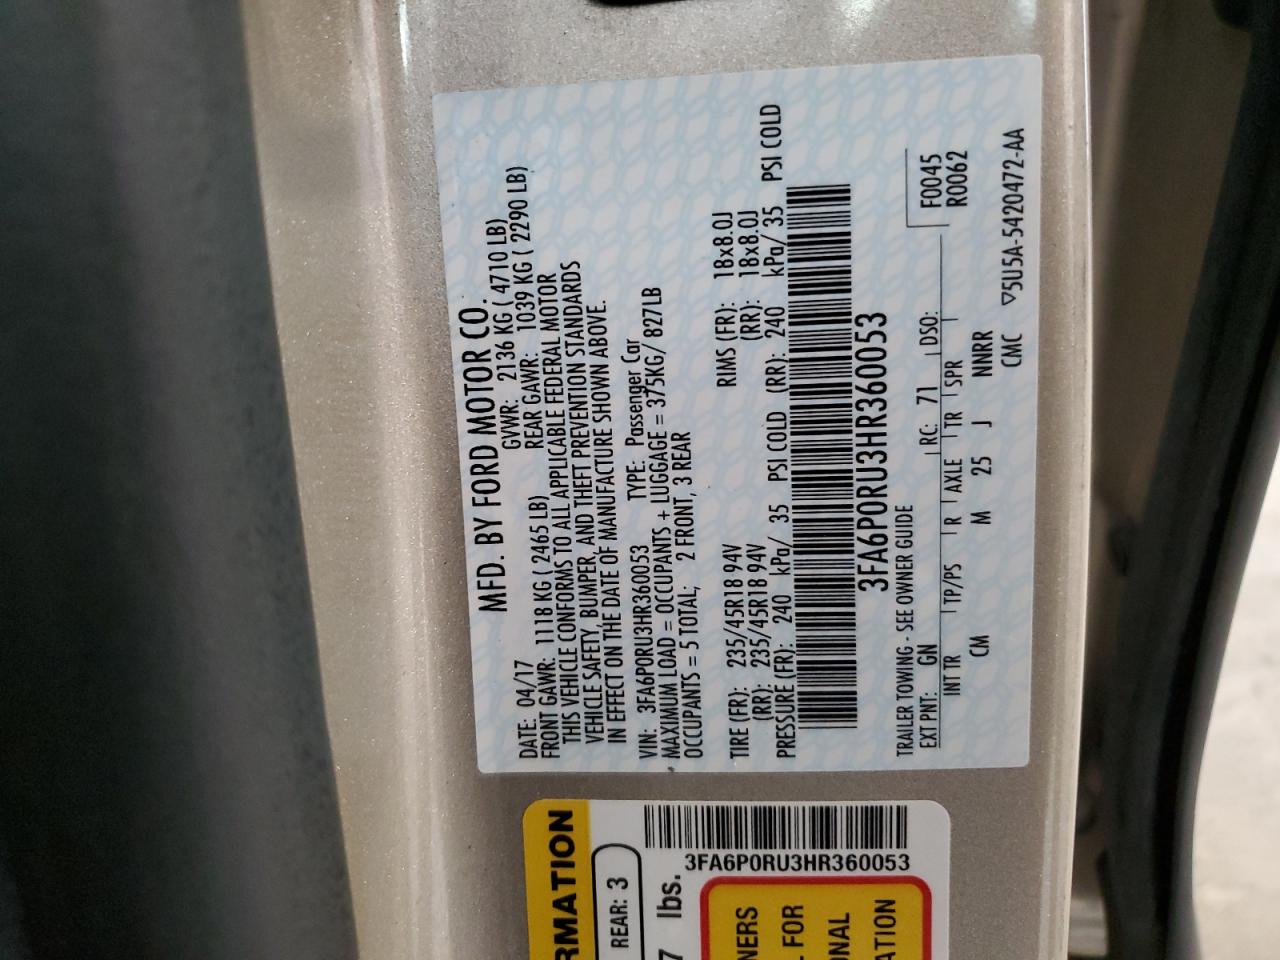 MFD. BY FORD MOTOR CO.
DATE: 04/17 GVWR: 2136 KG ( 4710 LB)
FRONT GAWR: 1118 KG ( 2465 LB) REAR GAWR: 1039 KG ( 2290 LB)
THIS VEHICLE CONFORMS TO ALL APPLICABLE FEDERAL MOTOR
VEHICLE SAFETY, BUMPER, AND THEFT PREVENTION STANDARDS
IN EFFECT ON THE DATE OF MANUFACTURE SHOWN ABOVE.
VIN: 3FA6P0RU3HR360053 TYPE: Passenger Car
MAXIMUM LOAD = OCCUPANTS + LUGGAGE = 375KG/ 827LB
OCCUPANTS = 5 TOTAL; 2 FRONT, 3 REAR
TIRE (FR): 235/45R18 94V RIMS (FR): 18x8.0J
(RR): 235/45R18 94V (RR): 18x8.0J
PRESSURE (FR): 240 kPa/ 35 PSI COLD (RR): 240 kPa/ 35 PSI COLD
3FA6P0RU3HR360053
TRAILER TOWING - SEE OWNER GUIDE F0045
EXT PNT: GN RC: 71 DSO: R0062
INT TR TP/PS R AXLE TR SPR
CM M 25 J NNRR
CMC ▽5U5A-5420472-AA
RMATION
REAR: 3
7 lbs.
3FA6P0RU3HR360053
NERS
FOR
ONAL
ATION